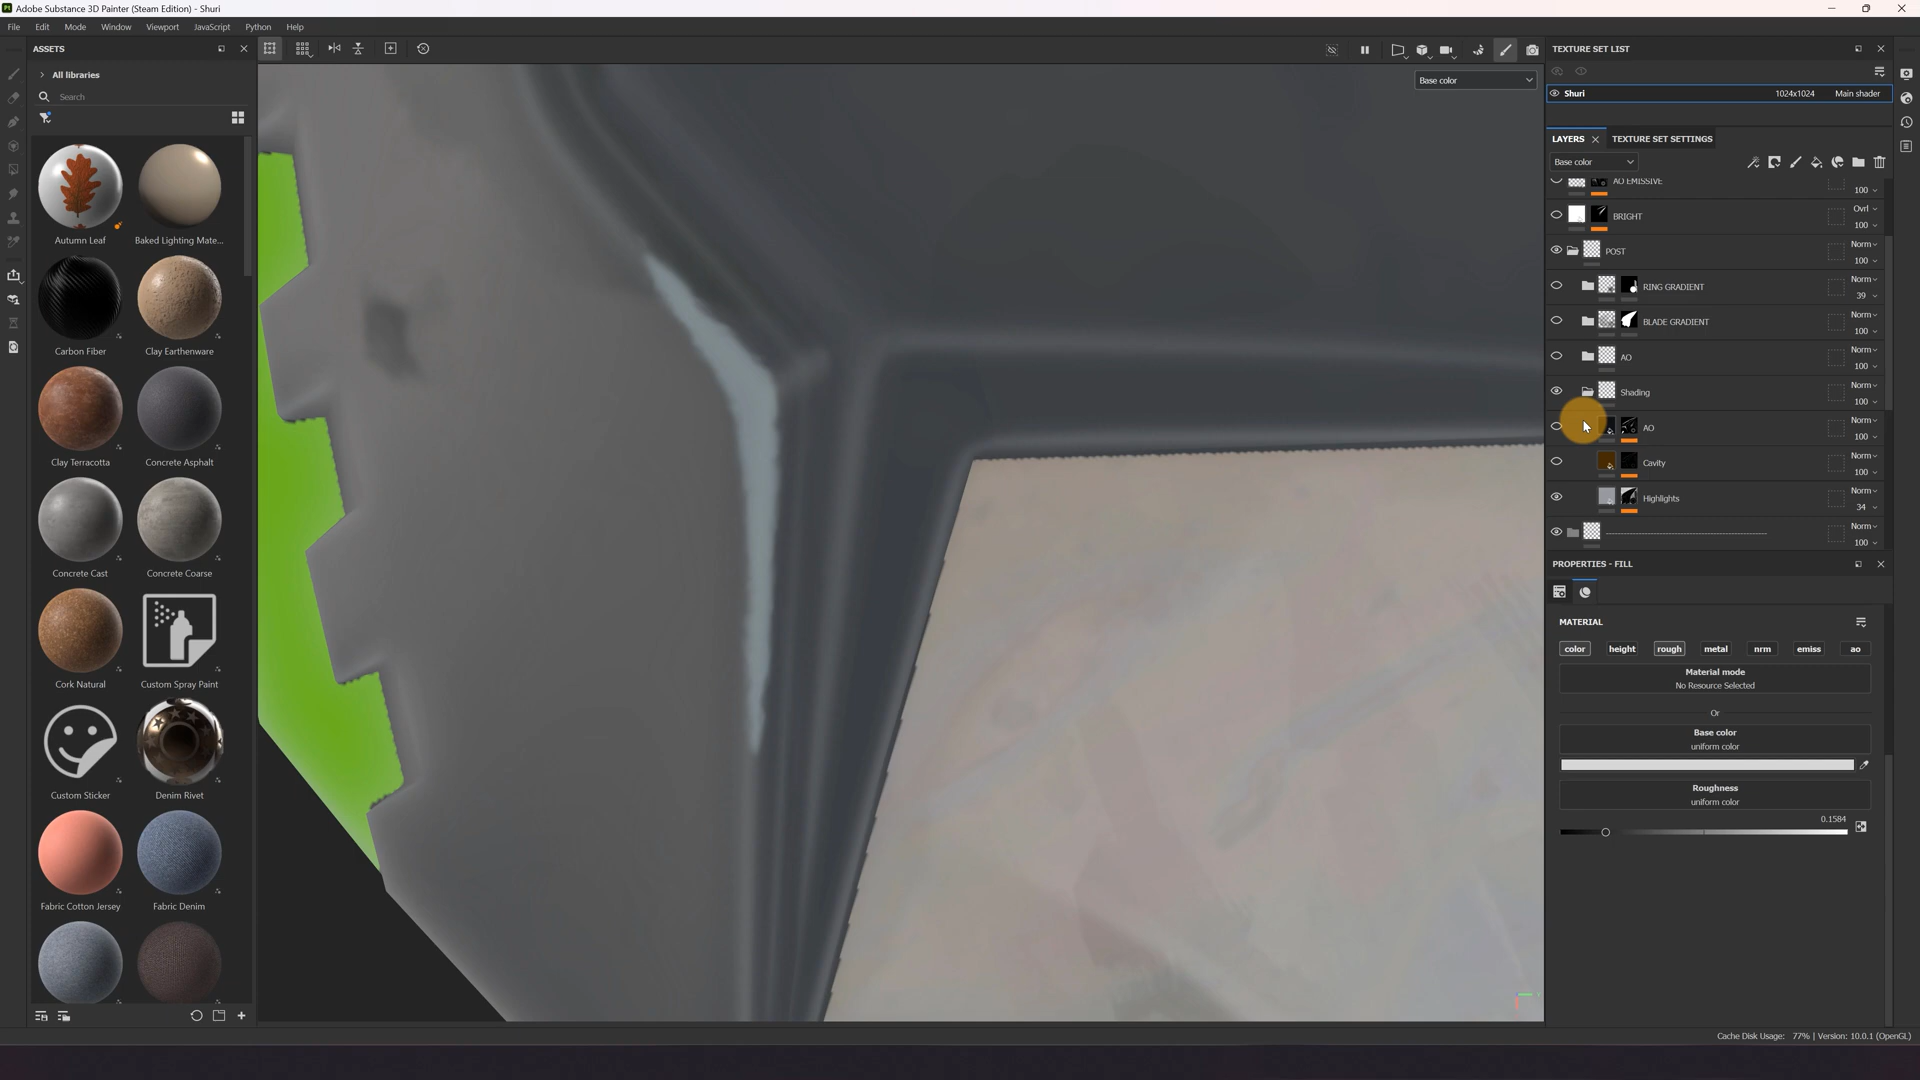 Adobe Substance 3D Painter (Steam Edition) - Shuri
File Edit Mode Window Viewport JavaScript Python Help
ASSETS
All libraries
Search
Autumn Leaf
Baked Lighting Mate...
Carbon Fiber
Clay Earthenware
Clay Terracotta
Concrete Asphalt
Concrete Cast
Concrete Coarse
Cork Natural
Custom Spray Paint
Custom Sticker
Denim Rivet
Fabric Cotton Jersey
Fabric Denim
Base color
TEXTURE SET LIST
Shuri 1024x1024 Main shader
LAYERS TEXTURE SET SETTINGS
Base color
AO EMISSIVE
100
BRIGHT Ovrl
100
POST Norm
100
RING GRADIENT Norm
39
BLADE GRADIENT Norm
100
AO Norm
100
Shading Norm
100
AO Norm
100
Cavity Norm
100
Highlights Norm
34
Norm
100
PROPERTIES - FILL
MATERIAL
color height rough metal nrm emiss ao
Material mode
No Resource Selected
Or
Base color
uniform color
Roughness
uniform color
0.1584
Cache Disk Usage: 77% | Version: 10.0.1 (OpenGL)